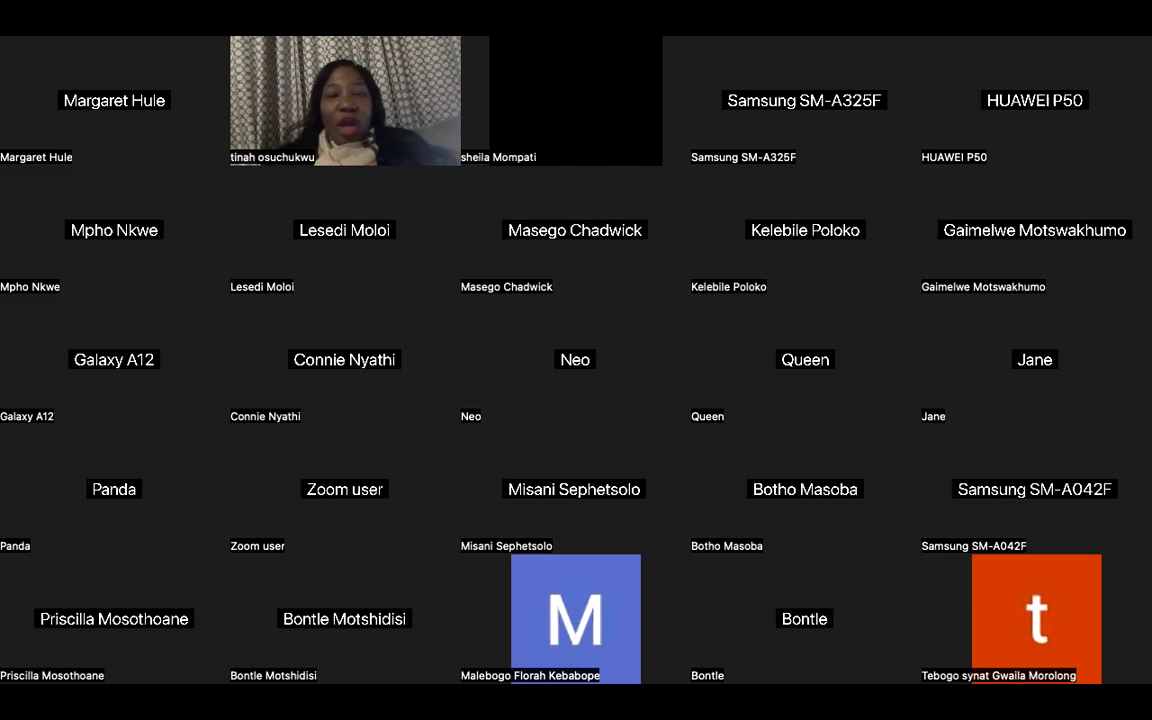 Margaret Hule
Samsung SM-A325F
HUAWEI P50
Margaret Hule
tinah osuchukwu
sheila Mompati
Samsung SM-A325F
HUAWEI P50
Mpho Nkwe
Lesedi Moloi
Masego Chadwick
Kelebile Poloko
Gaimelwe Motswakhumo
Mpho Nkwe
Lesedi Moloi
Masego Chadwick
Kelebile Poloko
Gaimelwe Motswakhumo
Galaxy A12
Connie Nyathi
Neo
Queen
Jane
Galaxy A12
Connie Nyathi
Neo
Queen
Jane
Panda
Zoom user
Misani Sephetsolo
Botho Masoba
Samsung SM-A042F
Panda
Zoom user
Misani Sephetsolo
Botho Masoba
Samsung SM-A042F
Priscilla Mosothoane
Bontle Motshidisi
M
Bontle
t
Priscilla Mosothoane
Bontle Motshidisi
Malebogo Florah Kebabope
Bontle
Tebogo synat Gwaila Morolong